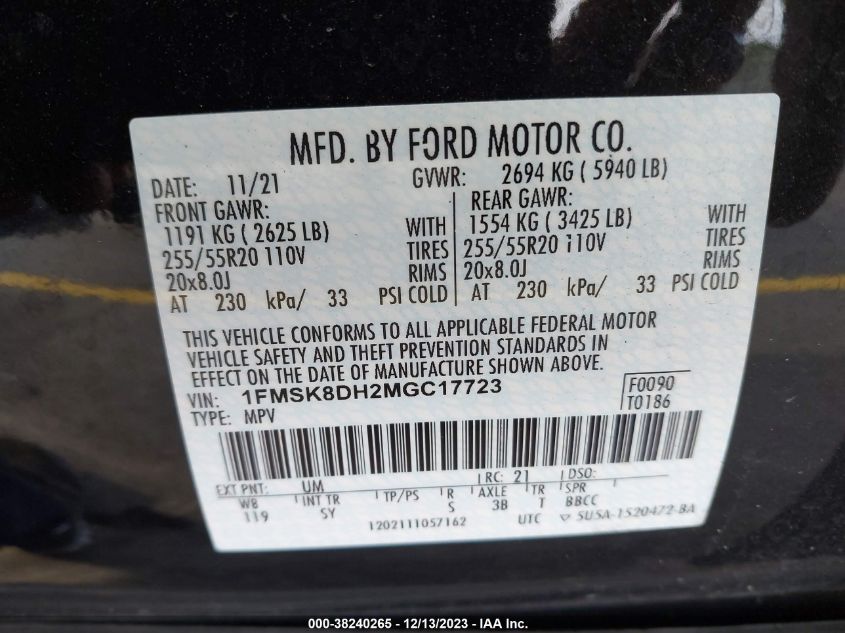 MFD. BY FORD MOTOR CO.
DATE: 11/21 GVWR: 2694 KG ( 5940 LB)
FRONT GAWR: REAR GAWR:
1191 KG ( 2625 LB) WITH 1554 KG ( 3425 LB) WITH
255/55R20 110V TIRES 255/55R20 110V TIRES
20x8.0J RIMS 20x8.0J RIMS
AT 230 kPa/ 33 PSI COLD AT 230 kPa/ 33 PSI COLD
THIS VEHICLE CONFORMS TO ALL APPLICABLE FEDERAL MOTOR
VEHICLE SAFETY AND THEFT PREVENTION STANDARDS IN
EFFECT ON THE DATE OF MANUFACTURE SHOWN ABOVE.
VIN: 1FMSK8DH2MGC17723 F0090
TYPE: MPV T0186
EXT PNT: UM RC: 21 DSO:
WB INT TR TP/PS R AXLE TR SPR
119 SY S 3B T BBCC
1202111057162 UTC ▽ 5U5A-1520472-BA
000-38240265 - 12/13/2023 - IAA Inc.